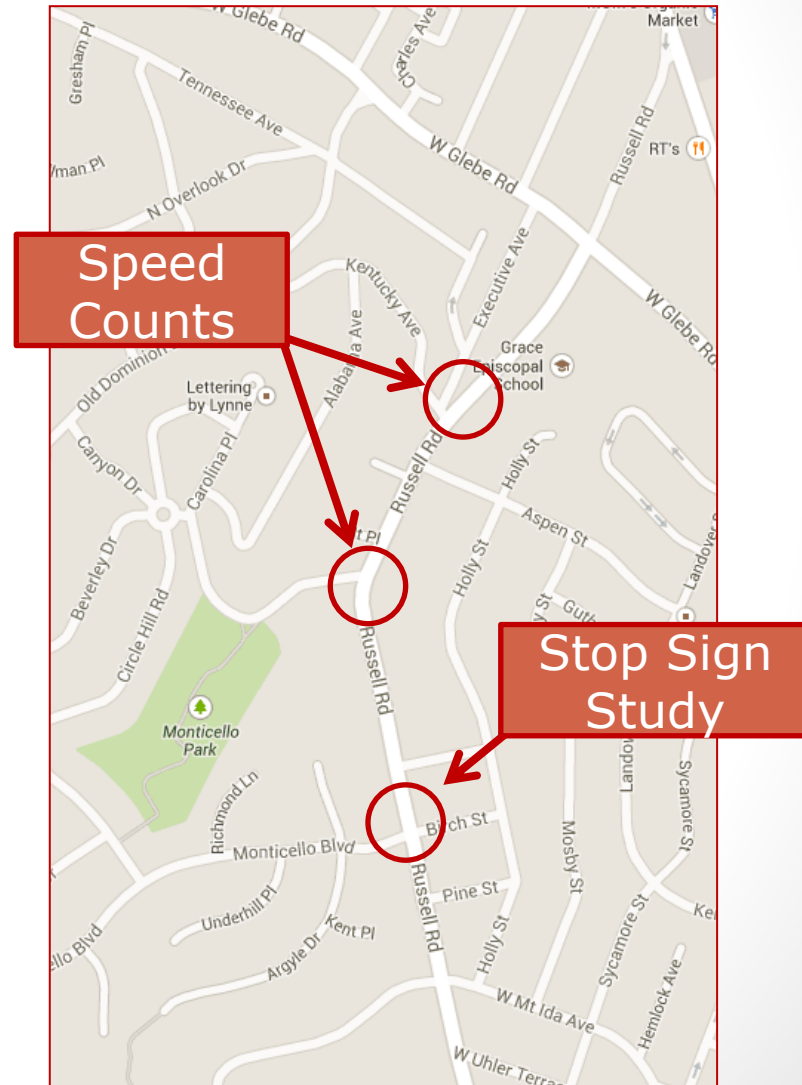 Market
W Glebe Rd
Charles Ave
Gresham Pl
Tennessee Ave
W Glebe Rd
Russell Rd
RT's
N Overlook Dr
Speed
Counts
Kentucky Ave
Executive Ave
W Glebe Rd
Alabama Ave
Grace
Episcopal
School
Old Dominion
Lettering
by Lynne
Carolina Pl
Canyon Dr
Russell Rd
Holly St
Aspen St
Beverley Dr
Circle Hill Rd
Holly St
Russell Rd
Stop Sign
Study
Monticello
Park
Richmond Ln
Birch St
Monticello Blvd
Mosby St
Sycamore St
Russell Rd
Pine St
Underhill Pl
Kent Pl
Argyle Dr
Holly St
Sycamore St
W Mt Ida Ave
Hemlock Ave
W Uhler Terrac